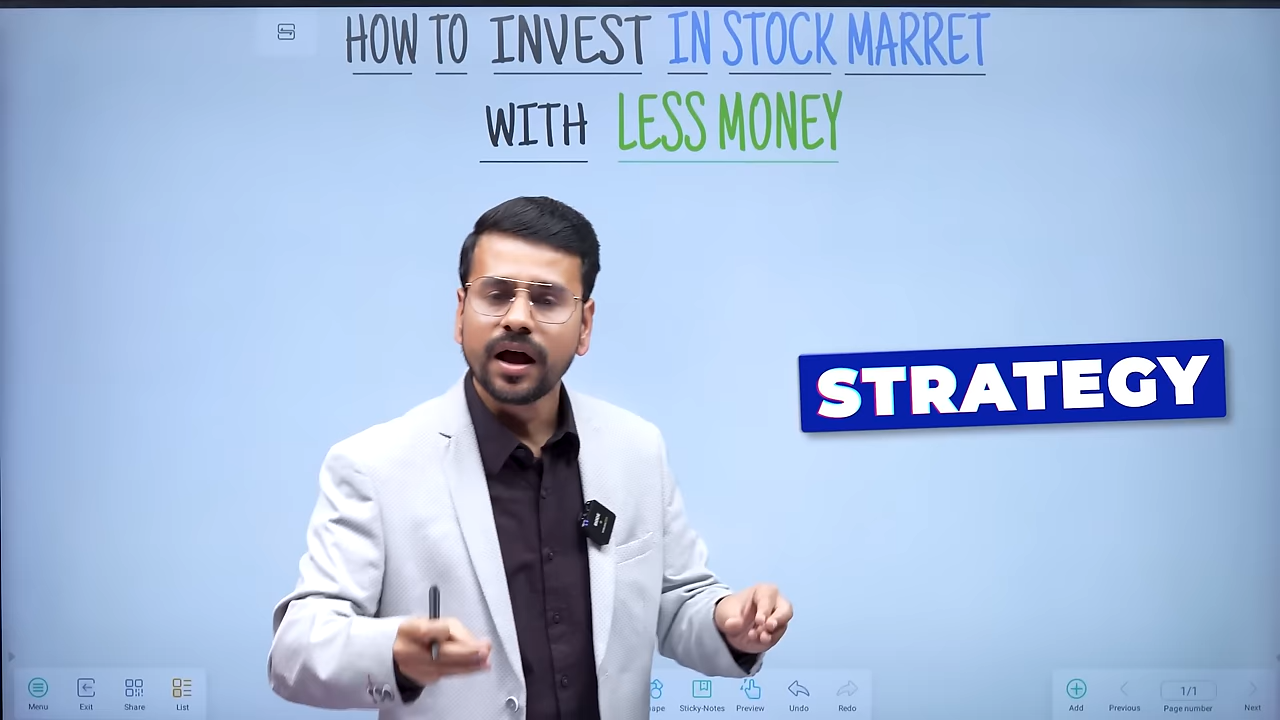 HOW TO INVEST IN STOCK MARRET
WITH LESS MONEY
STRATEGY
Menu Exit Share List ape Sticky-Notes Preview Undo Redo Add Previous 1/1 Page number Next